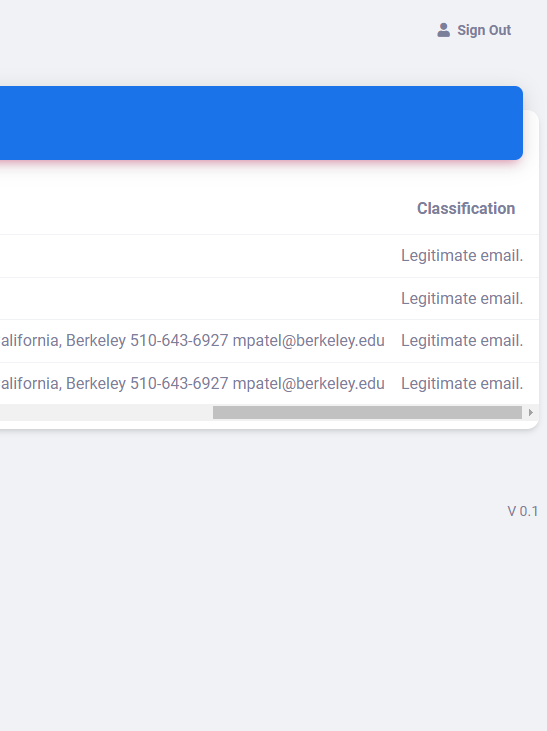 Sign Out
Classification
Legitimate email.
Legitimate email.
alifornia, Berkeley 510-643-6927 mpatel@berkeley.edu Legitimate email.
alifornia, Berkeley 510-643-6927 mpatel@berkeley.edu Legitimate email.
V 0.1